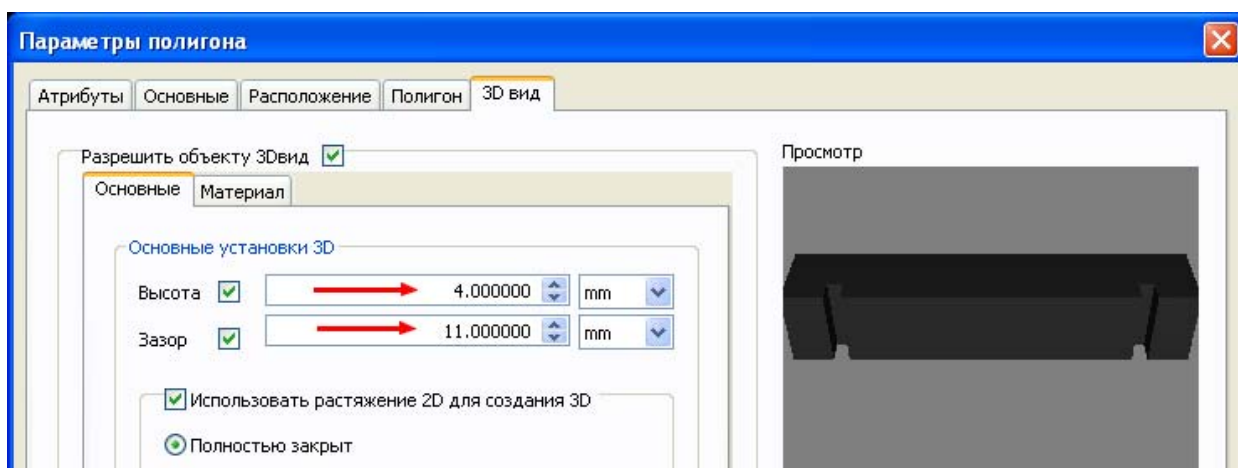 Параметры полигона
Атрибуты Основные Расположение Полигон 3D вид
Разрешить объекту 3Dвид
Просмотр
Основные Материал
Основные установки 3D
Высота 4.000000 mm
Зазор 11.000000 mm
Использовать растяжение 2D для создания 3D
Полностью закрыт